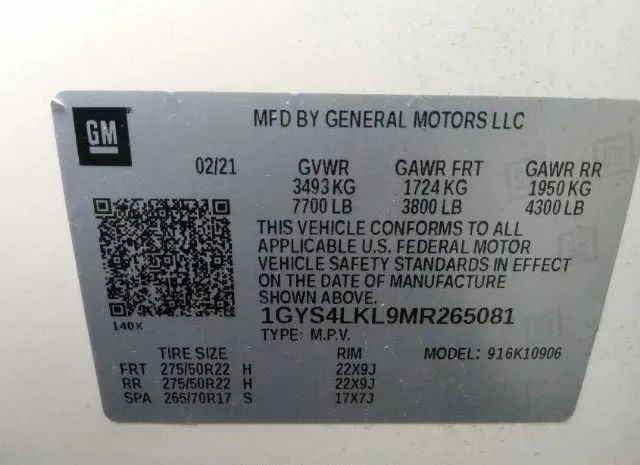 GM
MFD BY GENERAL MOTORS LLC
02/21 GVWR GAWR FRT GAWR RR
3493 KG 1724 KG 1950 KG
7700 LB 3800 LB 4300 LB
THIS VEHICLE CONFORMS TO ALL
APPLICABLE U.S. FEDERAL MOTOR
VEHICLE SAFETY STANDARDS IN EFFECT
ON THE DATE OF MANUFACTURE
SHOWN ABOVE.
1GYS4LKL9MR265081
140X
TYPE: M.P.V.
TIRE SIZE RIM MODEL: 916K10906
FRT 275/50R22 H 22X9J
RR 275/50R22 H 22X9J
SPA 265/70R17 S 17X7J